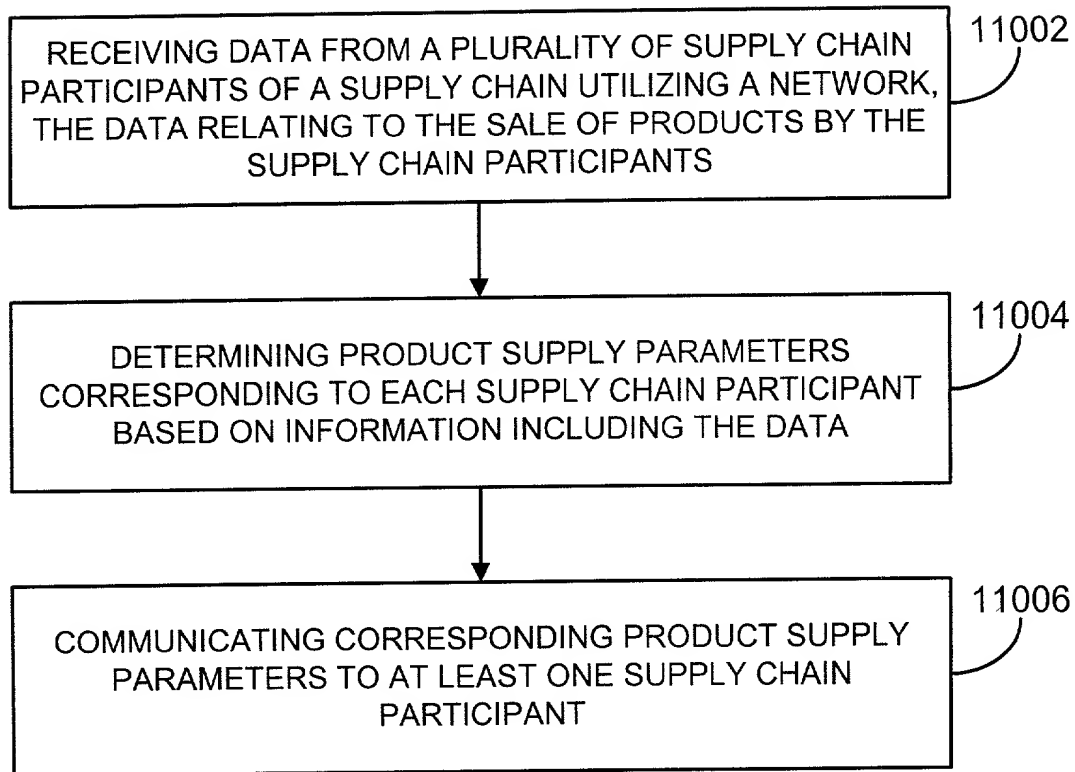 RECEIVING DATA FROM A PLURALITY OF SUPPLY CHAIN
PARTICIPANTS OF A SUPPLY CHAIN UTILIZING A NETWORK,
THE DATA RELATING TO THE SALE OF PRODUCTS BY THE
SUPPLY CHAIN PARTICIPANTS
11002
DETERMINING PRODUCT SUPPLY PARAMETERS
CORRESPONDING TO EACH SUPPLY CHAIN PARTICIPANT
BASED ON INFORMATION INCLUDING THE DATA
11004
COMMUNICATING CORRESPONDING PRODUCT SUPPLY
PARAMETERS TO AT LEAST ONE SUPPLY CHAIN
PARTICIPANT
11006